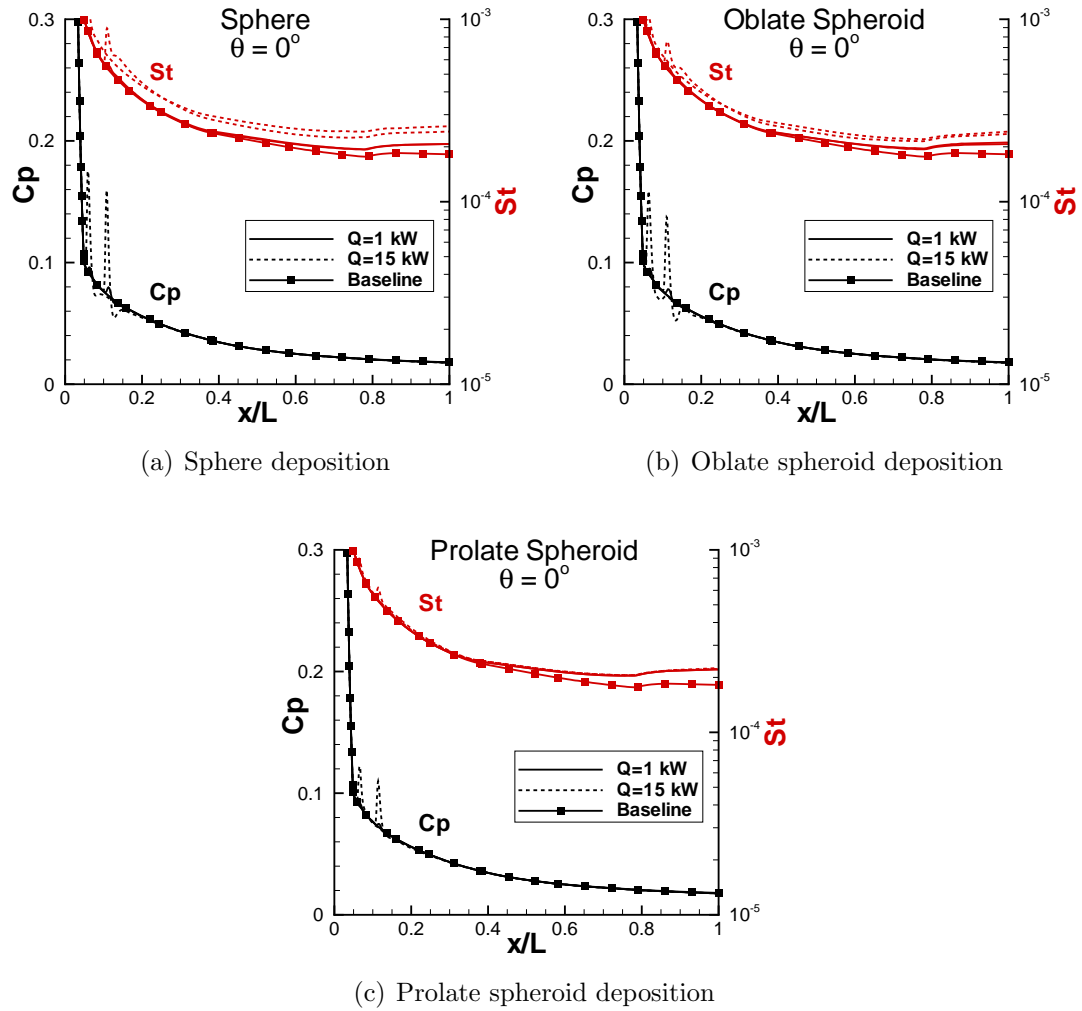 Sphere
θ = 0°
St
Cp
Q=1 kW
Q=15 kW
Baseline
Cp
St
x/L
0 0.2 0.4 0.6 0.8 1
0 0.1 0.2 0.3
10-5 10-4 10-3
(a) Sphere deposition
Oblate Spheroid
θ = 0°
St
Cp
Q=1 kW
Q=15 kW
Baseline
Cp
St
x/L
0 0.2 0.4 0.6 0.8 1
0 0.1 0.2 0.3
10-5 10-4 10-3
(b) Oblate spheroid deposition
Prolate Spheroid
θ = 0°
St
Cp
Q=1 kW
Q=15 kW
Baseline
Cp
St
x/L
0 0.2 0.4 0.6 0.8 1
0 0.1 0.2 0.3
10-5 10-4 10-3
(c) Prolate spheroid deposition